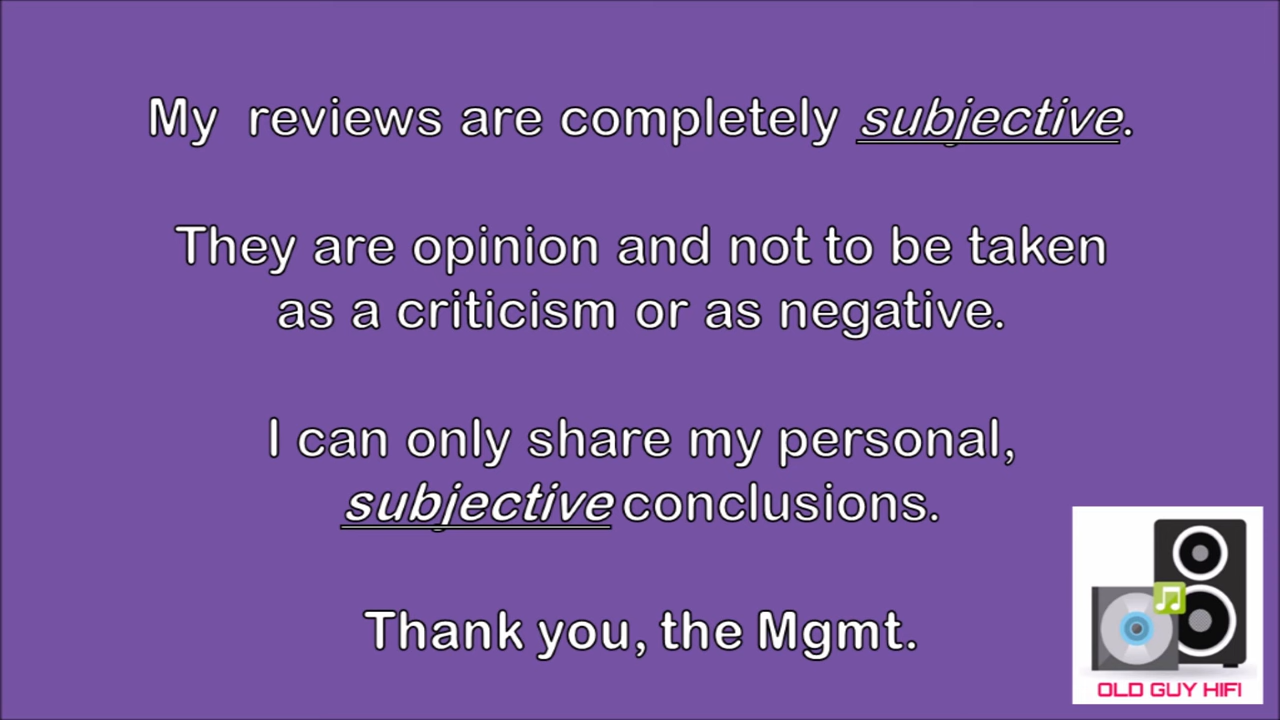 My  reviews are completely subjective.
They are opinion and not to be taken
as a criticism or as negative.
I can only share my personal,
subjective conclusions.
Thank you, the Mgmt.
OLD GUY HIFI